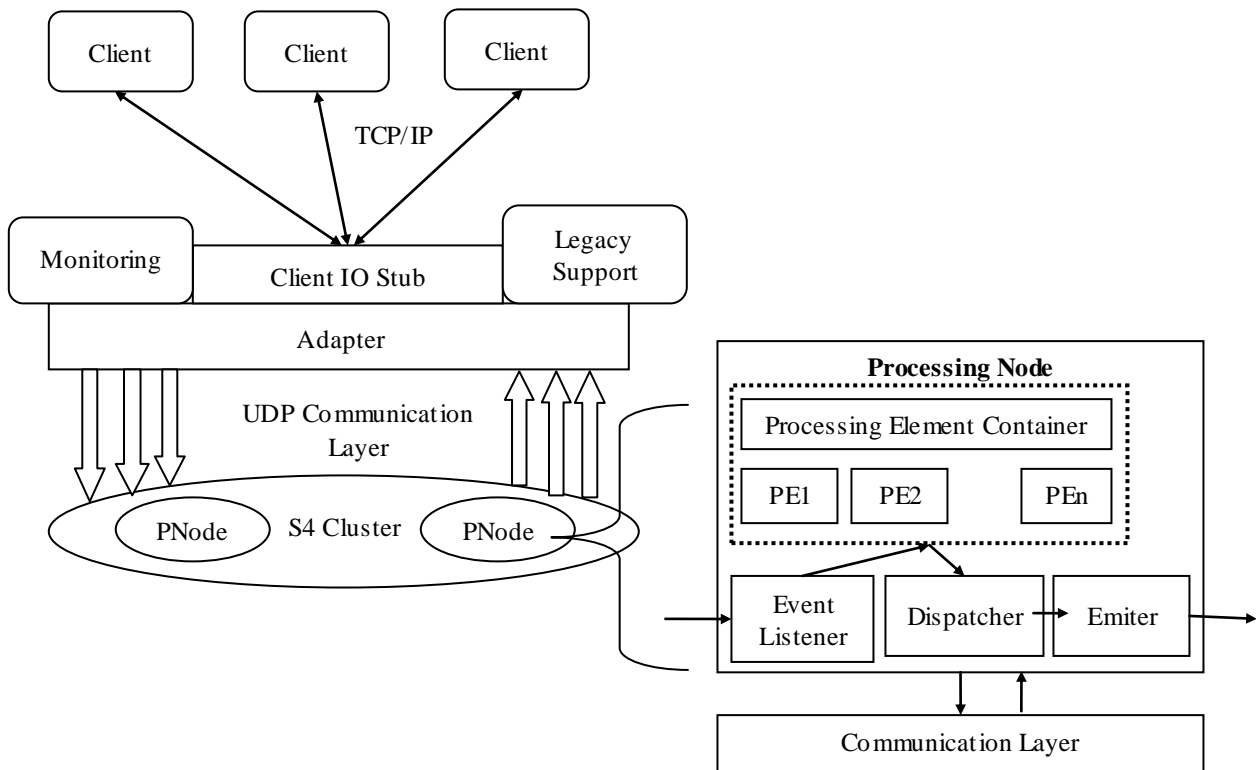 Client
Client
Client
TCP/IP
Monitoring
Client IO Stub
Legacy
Support
Adapter
UDP Communication
Layer
PNode
S4 Cluster
PNode
Processing Node
Processing Element Container
PE1
PE2
PEn
Event
Listener
Dispatcher
Emiter
Communication Layer